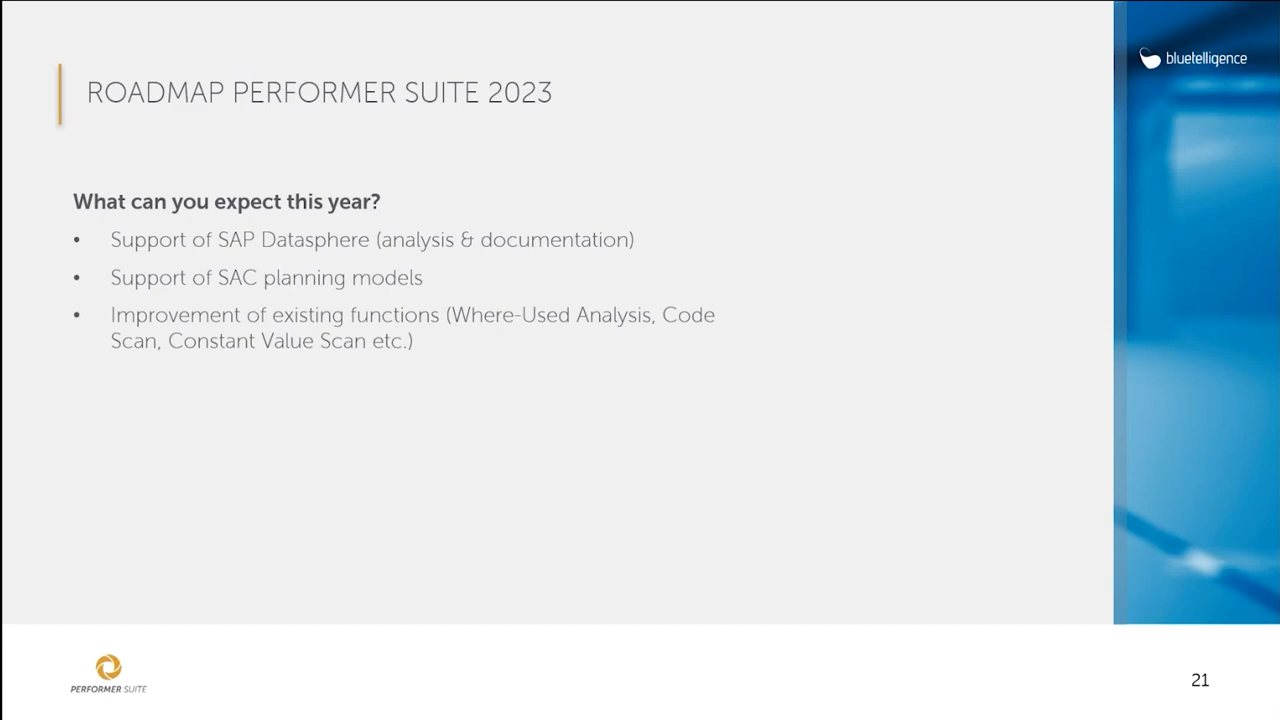 bluetelligence
ROADMAP PERFORMER SUITE 2023
What can you expect this year?
• Support of SAP Datasphere (analysis & documentation)
• Support of SAC planning models
• Improvement of existing functions (Where-Used Analysis, Code
Scan, Constant Value Scan etc.)
PERFORMER SUITE
21